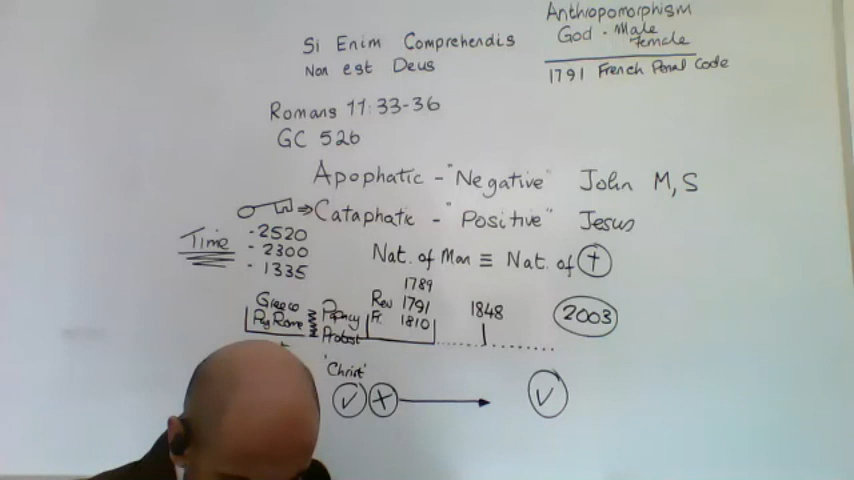 Si Enim Comprehendis
Non est Deus
Anthropomorphism
God - Male
Female
1791 French Penal Code
Romans 11:33-36
GC 526
Apophatic - "Negative" John M,S
Cataphatic - "Positive" Jesus
Time
- 2520
- 2300
- 1335
Nat. of Man ≡ Nat. of
Greece
Pg Rome
Papacy
Protest
1789
Rev 1791
Fr. 1810
1848
2003
'Christ'